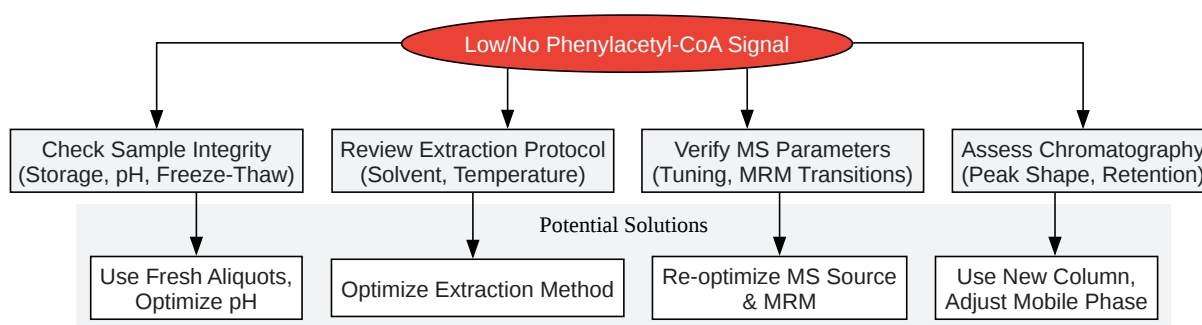 Low/No Phenylacetyl-CoA Signal
Check Sample Integrity
(Storage, pH, Freeze-Thaw)
Review Extraction Protocol
(Solvent, Temperature)
Verify MS Parameters
(Tuning, MRM Transitions)
Assess Chromatography
(Peak Shape, Retention)
Potential Solutions
Use Fresh Aliquots,
Optimize pH
Optimize Extraction Method
Re-optimize MS Source
& MRM
Use New Column,
Adjust Mobile Phase